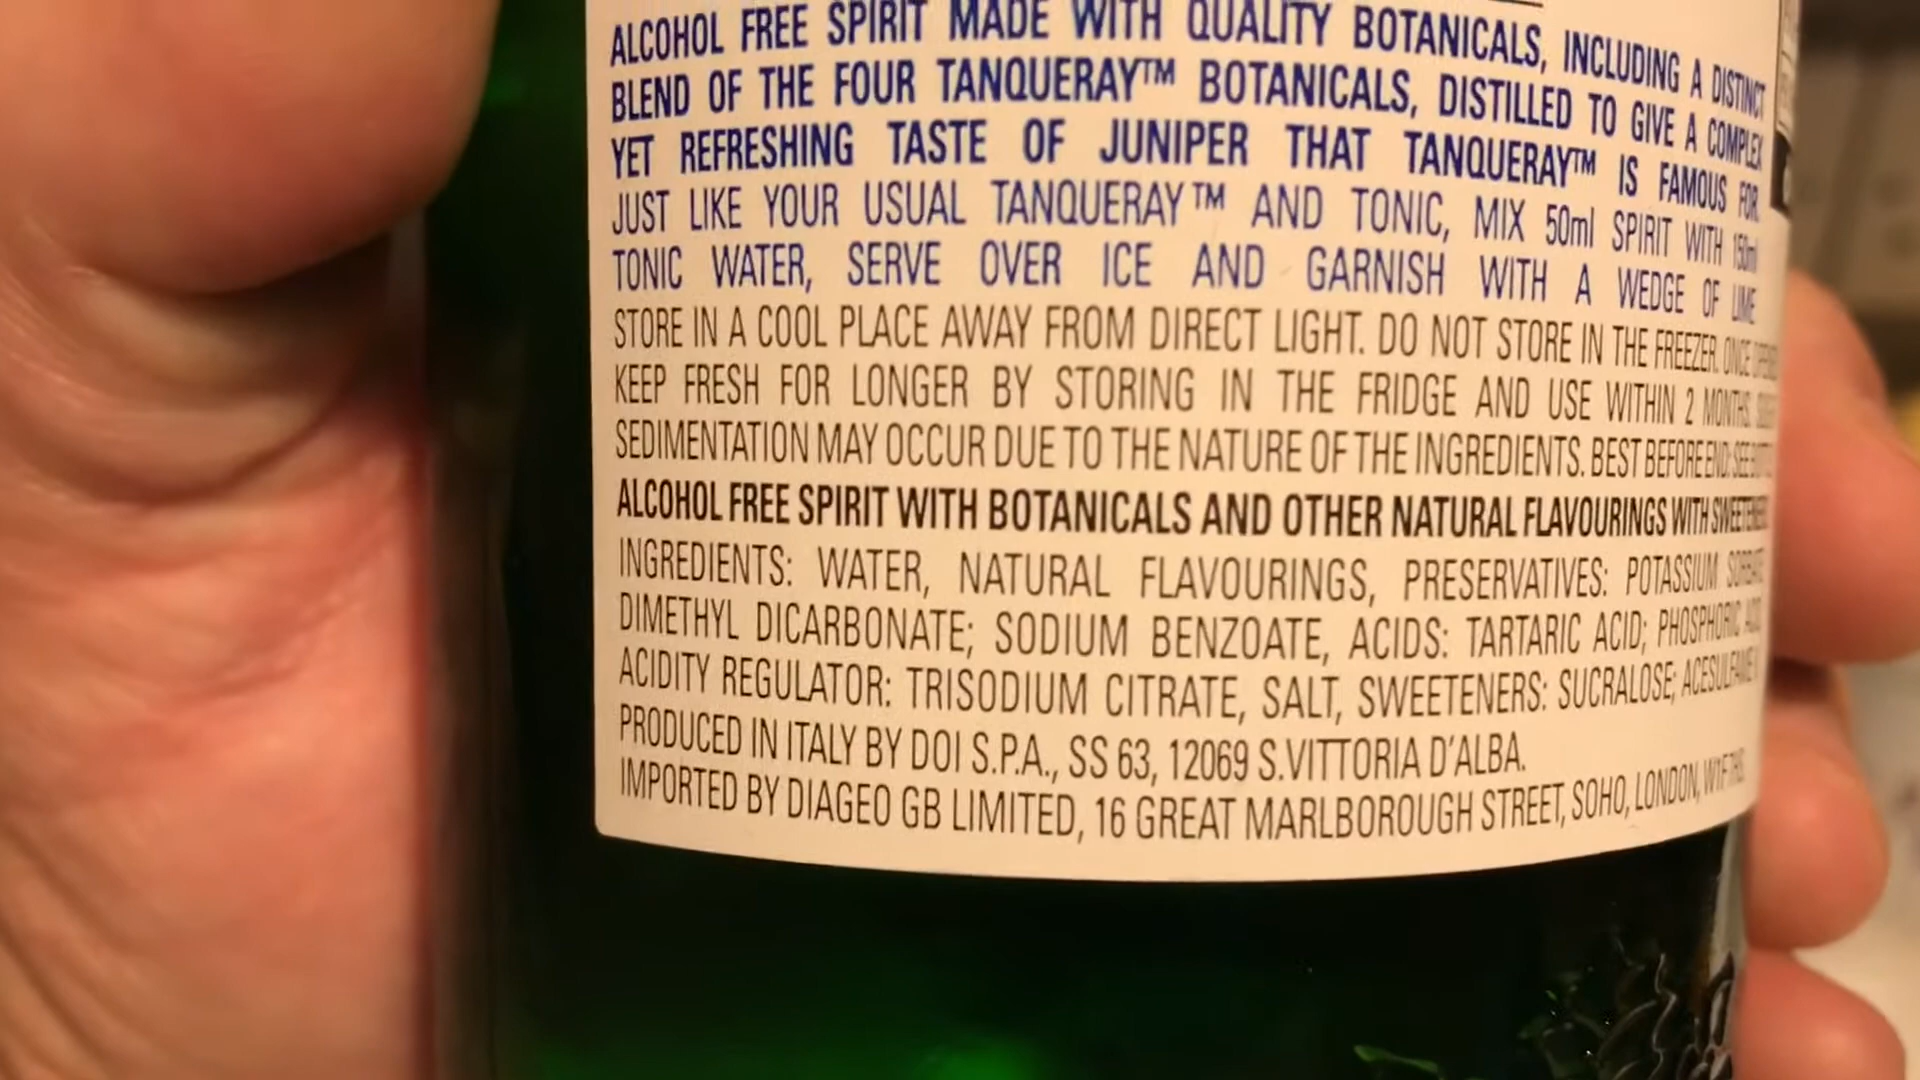 ALCOHOL FREE SPIRIT MADE WITH QUALITY BOTANICALS, INCLUDING A DISTINCT
BLEND OF THE FOUR TANQUERAY™ BOTANICALS, DISTILLED TO GIVE A COMPLEX
YET REFRESHING TASTE OF JUNIPER THAT TANQUERAY™ IS FAMOUS FOR.
JUST LIKE YOUR USUAL TANQUERAY™ AND TONIC, MIX 50ml SPIRIT WITH 150ml
TONIC WATER, SERVE OVER ICE AND GARNISH WITH A WEDGE OF LIME
STORE IN A COOL PLACE AWAY FROM DIRECT LIGHT. DO NOT STORE IN THE FREEZER. ONCE OPENED
KEEP FRESH FOR LONGER BY STORING IN THE FRIDGE AND USE WITHIN 2 MONTHS.
SEDIMENTATION MAY OCCUR DUE TO THE NATURE OF THE INGREDIENTS. BEST BEFORE END: SEE
ALCOHOL FREE SPIRIT WITH BOTANICALS AND OTHER NATURAL FLAVOURINGS WITH
INGREDIENTS: WATER, NATURAL FLAVOURINGS, PRESERVATIVES: POTASSIUM SORBATE
DIMETHYL DICARBONATE; SODIUM BENZOATE, ACIDS: TARTARIC ACID; PHOSPHORIC ACID
ACIDITY REGULATOR: TRISODIUM CITRATE, SALT, SWEETENERS: SUCRALOSE; ACESULFAME K
PRODUCED IN ITALY BY DOI S.P.A., SS 63, 12069 S.VITTORIA D'ALBA.
IMPORTED BY DIAGEO GB LIMITED, 16 GREAT MARLBOROUGH STREET, SOHO, LONDON,